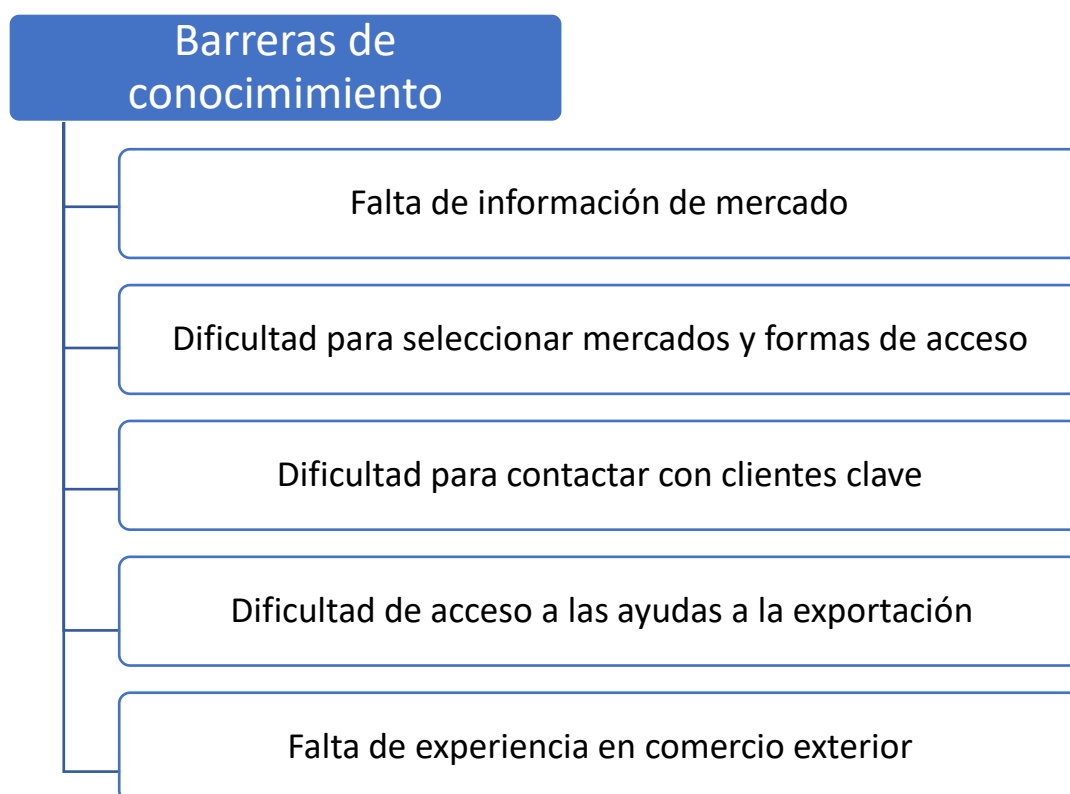 Barreras de
conocimimiento
Falta de información de mercado
Dificultad para seleccionar mercados y formas de acceso
Dificultad para contactar con clientes clave
Dificultad de acceso a las ayudas a la exportación
Falta de experiencia en comercio exterior